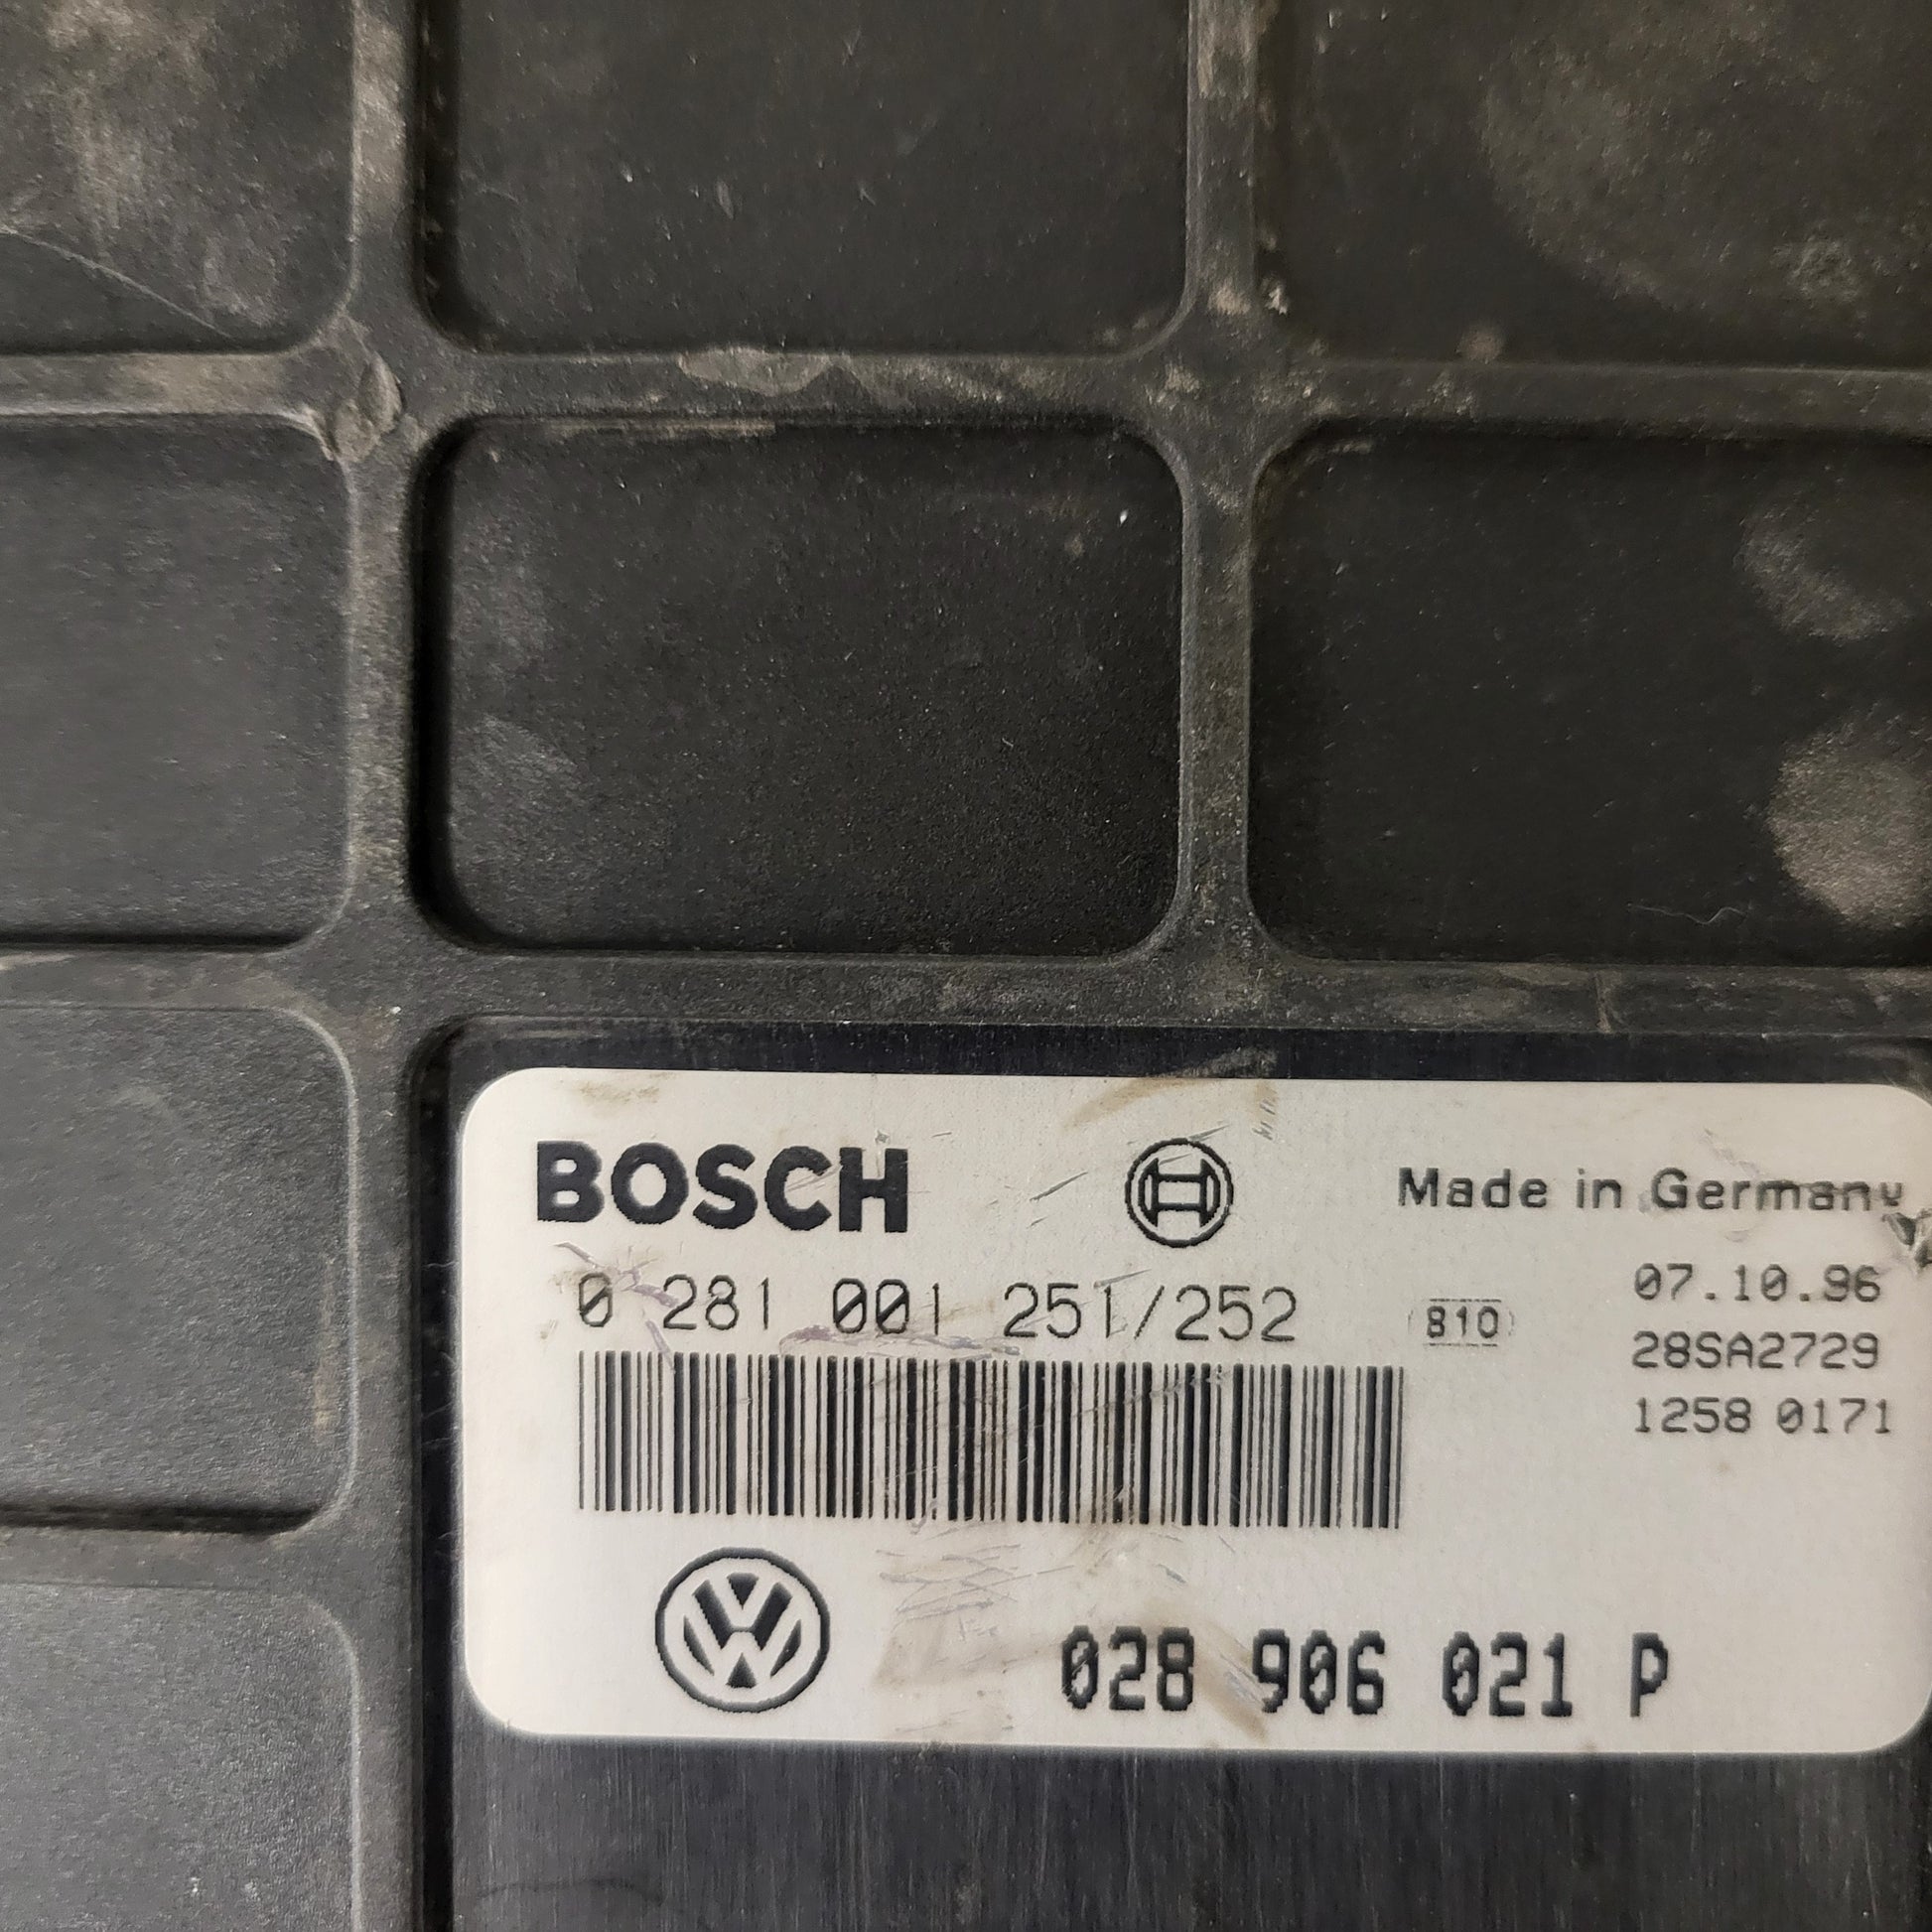 BOSCH
Made in Germany
0 281 001 251/252
810
07.10.96
28SA2729
1258 0171
028 906 021 P